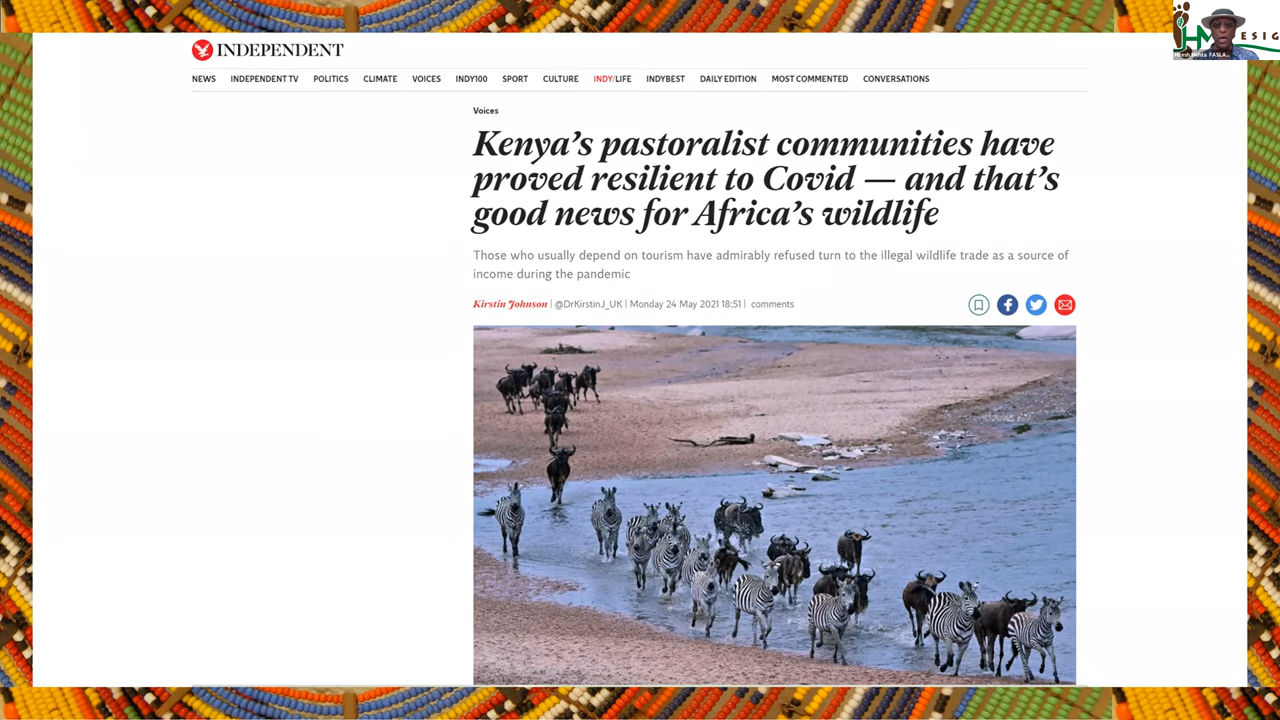 INDEPENDENT
NEWS INDEPENDENT TV POLITICS CLIMATE VOICES INDY100 SPORT CULTURE INDY/LIFE INDYBEST DAILY EDITION MOST COMMENTED CONVERSATIONS
Voices
Kenya’s pastoralist communities have
proved resilient to Covid — and that’s
good news for Africa’s wildlife
Those who usually depend on tourism have admirably refused turn to the illegal wildlife trade as a source of
income during the pandemic
Kirstin Johnson | @DrKirstinJ_UK | Monday 24 May 2021 18:51 | comments
HM ESIG